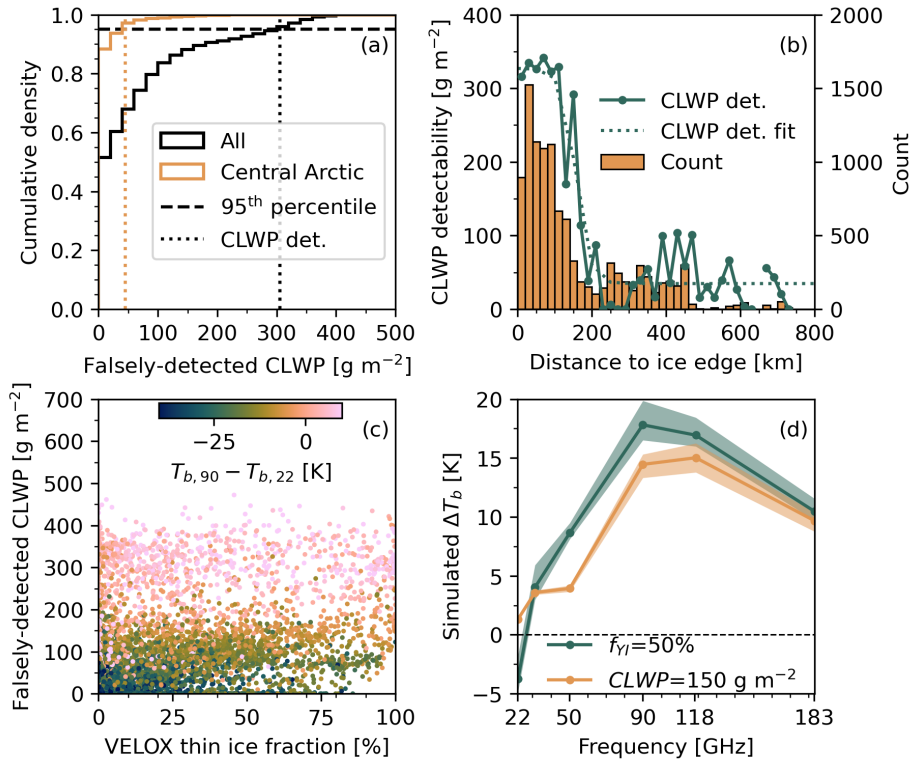 1.0
0.8
0.6
0.4
0.2
0.0
Cumulative density
(a)
All
Central Arctic
95th percentile
CLWP det.
0 100 200 300 400 500
Falsely-detected CLWP [g m−2]
400
300
200
100
0
CLWP detectability [g m−2]
(b)
CLWP det.
CLWP det. fit
Count
2000
1500
1000
500
0
Count
0 200 400 600 800
Distance to ice edge [km]
700
600
500
400
300
200
100
0
Falsely-detected CLWP [g m−2]
(c)
−25 0
Tb, 90 − Tb, 22 [K]
0 25 50 75 100
VELOX thin ice fraction [%]
20
15
10
5
0
−5
Simulated ΔTb [K]
(d)
fYI=50%
CLWP=150 g m−2
22 50 90 118 183
Frequency [GHz]